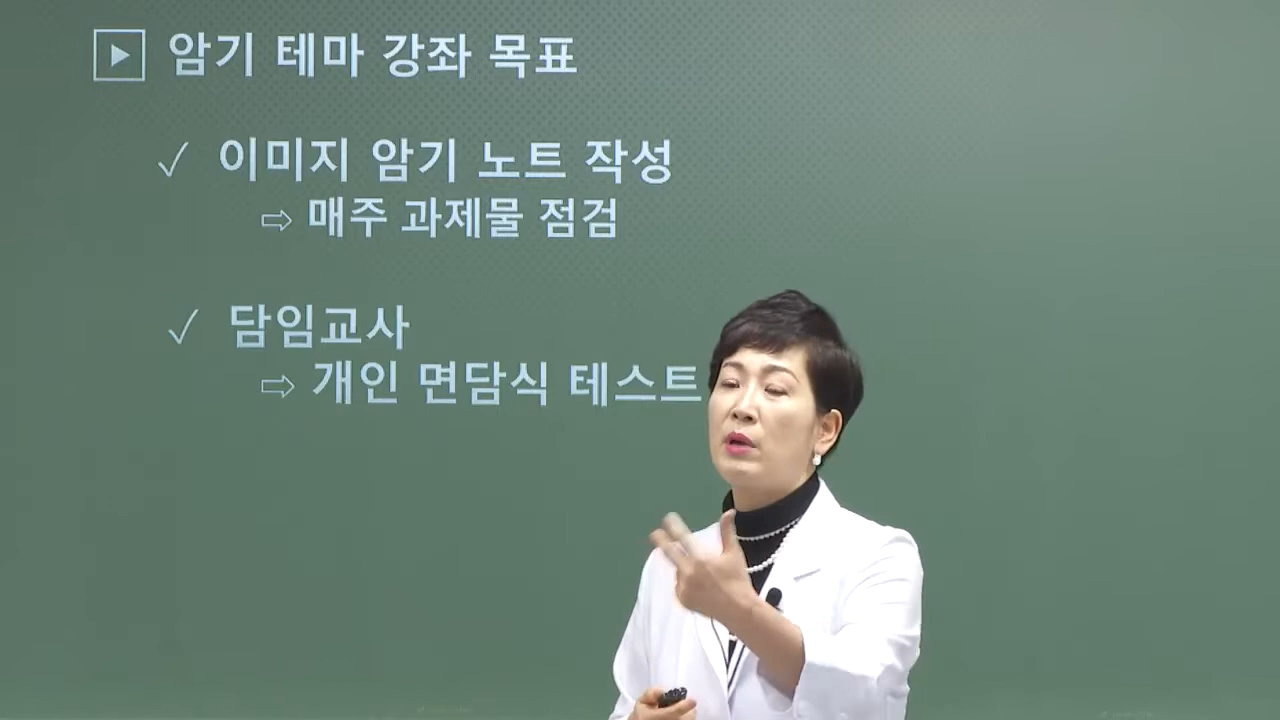 암기 테마 강좌 목표
✓ 이미지 암기 노트 작성
⇨ 매주 과제물 점검
✓ 담임교사
⇨ 개인 면담식 테스트